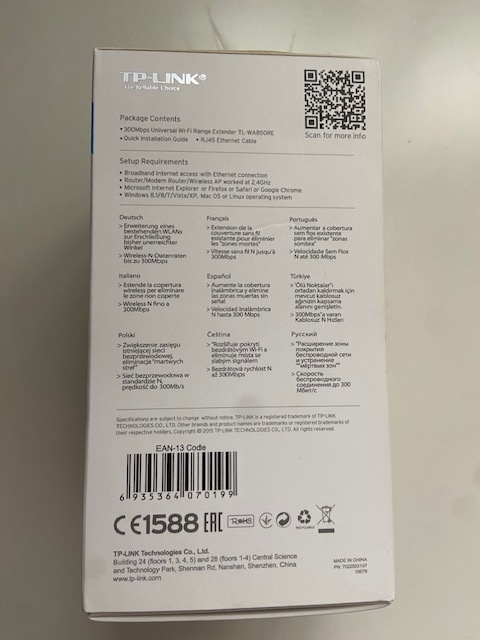 TP-LINK®
The Reliable Choice
Scan for more info
Package Contents
• 300Mbps Universal Wi-Fi Range Extender TL-WA850RE
• Quick Installation Guide • RJ45 Ethernet Cable
Setup Requirements
• Broadband Internet access with Ethernet connection
• Router/Modem Router/Wireless AP worked at 2.4GHz
• Microsoft Internet Explorer or Firefox or Safari or Google Chrome
• Windows 8.1/8/7/Vista/XP, Mac OS or Linux operating system
Deutsch
> Erweiterung eines
bestehenden WLANs
zur Erschließung
bisher unerreichter
Winkel
> Wireless-N-Datenraten
bis zu 300Mbps
Français
> Extension de la
couverture sans fil
existante pour éliminer
les "zones mortes"
> Vitesse sans fil N jusqu'à
300Mbps
Português
> Aumentar a cobertura
sem fios existente
para eliminar "zonas
sombra"
> Velocidade Sem Fios
N até 300 Mbps
Italiano
> Estende la copertura
wireless per eliminare
le zone non coperte
> Wireless N fino a
300Mbps
Español
> Aumente la cobertura
inalámbrica y elimine
las zonas muertas sin
señal
> Velocidad inalámbrica
N hasta 300 Mbps
Türkiye
> 'Ölü Noktaları'ı
ortadan kaldırmak için
mevcut kablosuz
ağınızın kapsama
alanını genişletin.
> 300Mbps'a varan
Kablosuz N Hızları
Polski
> Zwiększenie zasięgu
istniejącej sieci
bezprzewodowej,
eliminacja "martwych
stref"
> Sieć bezprzewodowa w
standardzie N,
prędkość do 300Mb/s
Čeština
> "Rozšiřuje pokrytí
bezdrátovým Wi-Fi a
eliminuje místa se
slabým signálem
> Bezdrátová rychlost N
až 300Mbps
Русский
> "Расширение зоны
покрытия
беспроводной сети
и устранение
"мёртвых зон"
> Скорость
беспроводного
соединения до 300
Мбит/с
Specifications are subject to change without notice. TP-LINK is a registered trademark of TP-LINK
TECHNOLOGIES CO., LTD. Other brands and product names are trademarks or registered trademarks of
their respective holders. Copyright © 2015 TP-LINK TECHNOLOGIES CO., LTD. All rights reserved.
EAN-13 Code
6 935364 070199
CE1588 EAC RoHS
RECYCLABLE
TP-LINK Technologies Co., Ltd.
Building 24 (floors 1, 3, 4, 5) and 28 (floors 1-4) Central Science
and Technology Park, Shennan Rd, Nanshan, Shenzhen, China
www.tp-link.com
MADE IN CHINA
PN: 7022503107